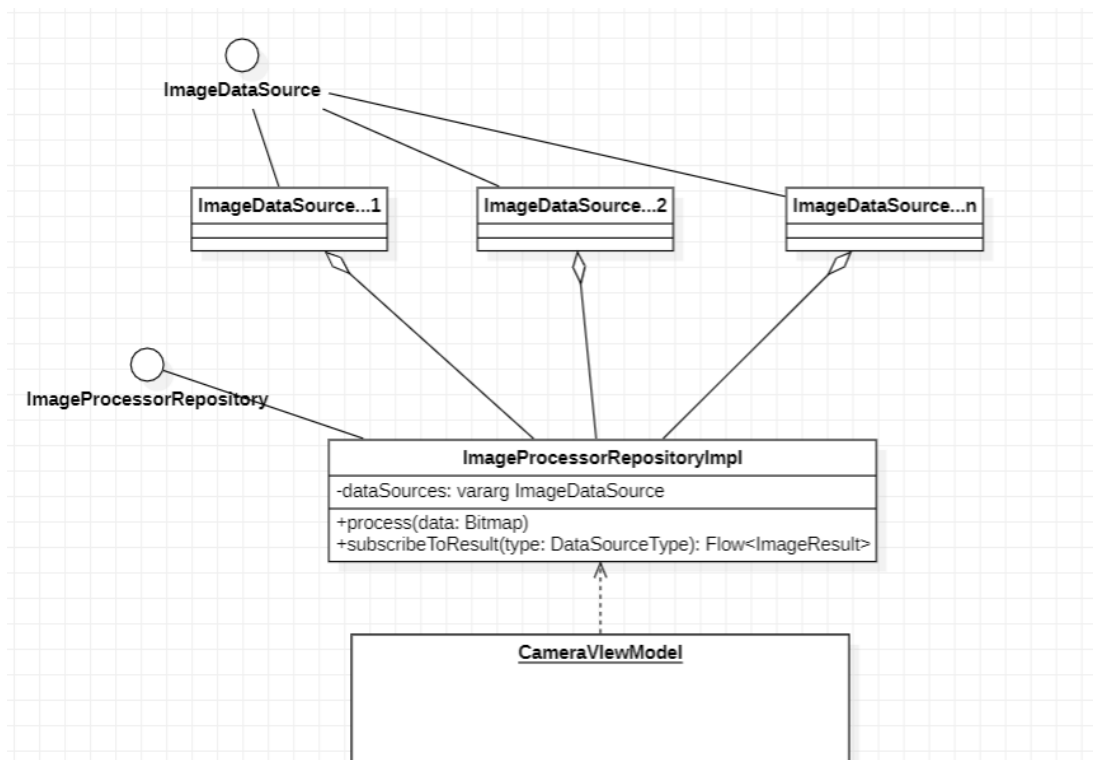 ImageDataSource
ImageDataSource...1
ImageDataSource...2
ImageDataSource...n
ImageProcessorRepository
ImageProcessorRepositoryImpl
-dataSources: vararg ImageDataSource
+process(data: Bitmap)
+subscribeToResult(type: DataSourceType): Flow<ImageResult>
CameraVIewModel